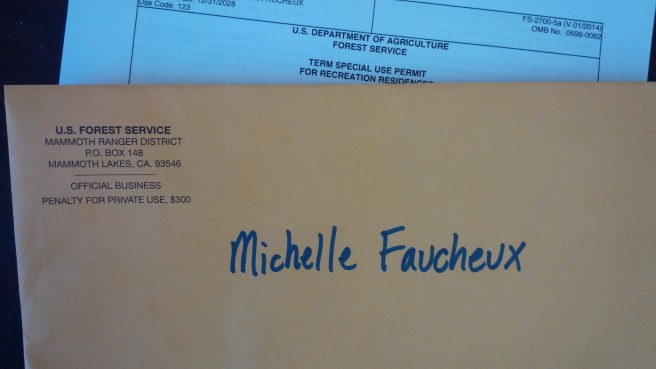 12/31/2028
Use Code: 123
FAUCHEUX
FS-2700-5a (V.01/2014)
OMB No. 0596-0082
U.S. DEPARTMENT OF AGRICULTURE
FOREST SERVICE
TERM SPECIAL USE PERMIT
FOR RECREATION RESIDENCES
U.S. FOREST SERVICE
MAMMOTH RANGER DISTRICT
P.O. BOX 148
MAMMOTH LAKES, CA. 93546
OFFICIAL BUSINESS
PENALTY FOR PRIVATE USE, $300
Michelle Faucheux